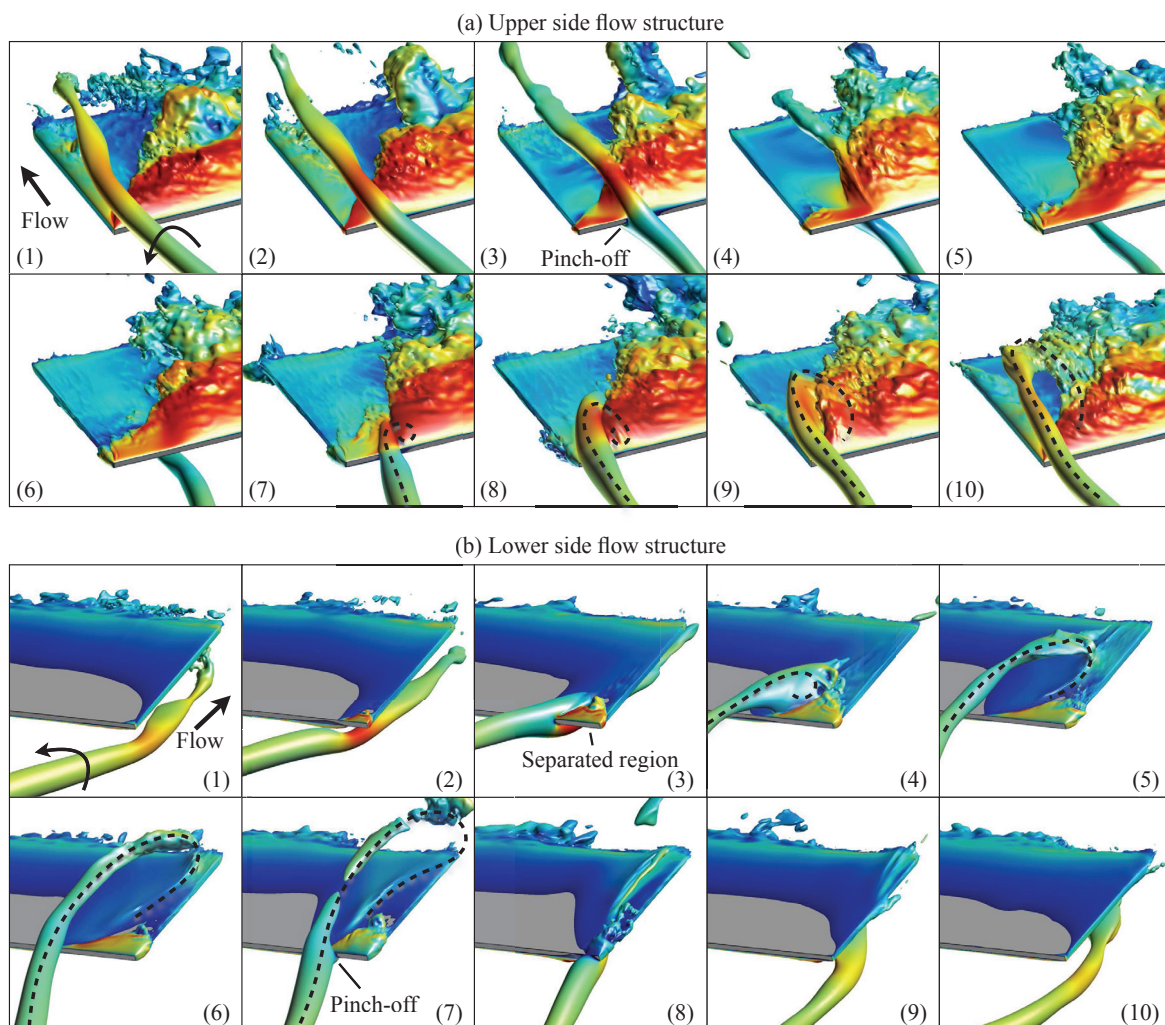 (a) Upper side flow structure
Flow
(1)
(2)
Pinch-off
(3)
(4)
(5)
(6)
(7)
(8)
(9)
(10)
(b) Lower side flow structure
Flow
(1)
(2)
Separated region
(3)
(4)
(5)
(6)
Pinch-off
(7)
(8)
(9)
(10)